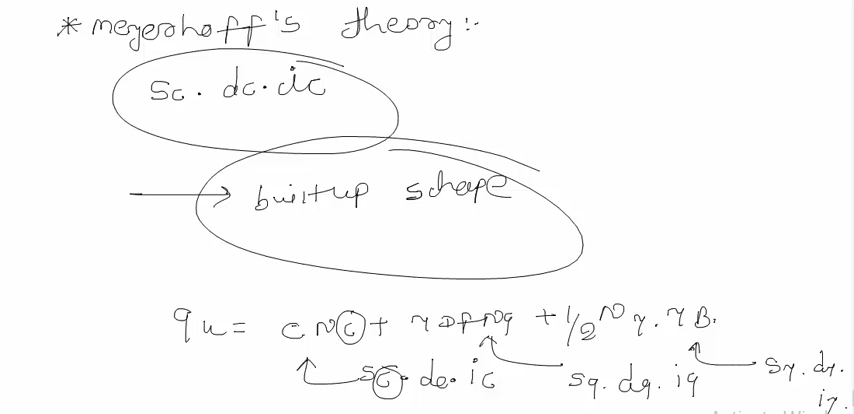 * meyerhoff's theory :-
Sc . dc . ic
→ builtup schape
qu = CNC + γDfNq + 1/2 Nγ . γB .
sc . dc . ic sq . dq . iq sγ . dγ .
iγ .